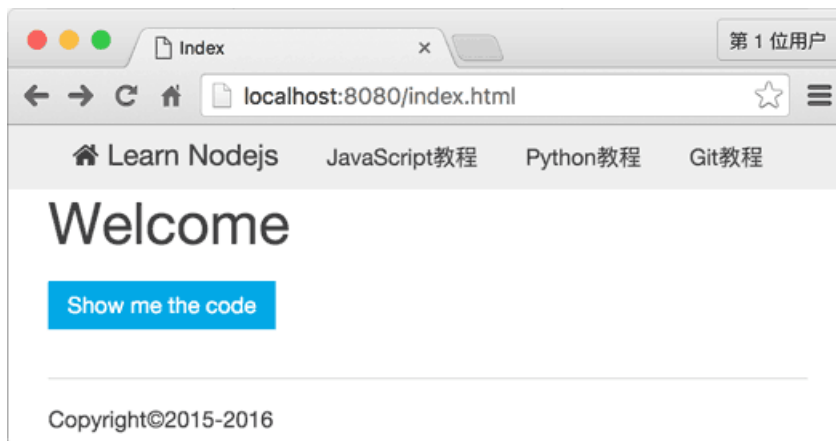 Index
第 1 位用户
localhost:8080/index.html
Learn Nodejs JavaScript教程 Python教程 Git教程
Welcome
Show me the code
Copyright©2015-2016